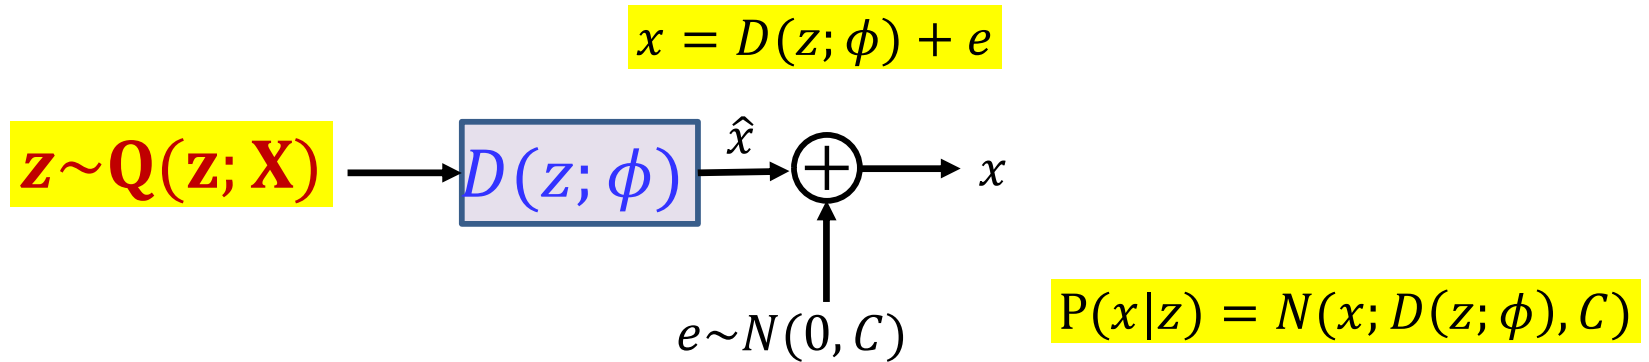 x = D(z; ϕ) + e
z~Q(z; X)
D(z; ϕ)
x̂
x
e~N(0, C)
P(x|z) = N(x; D(z; ϕ), C)